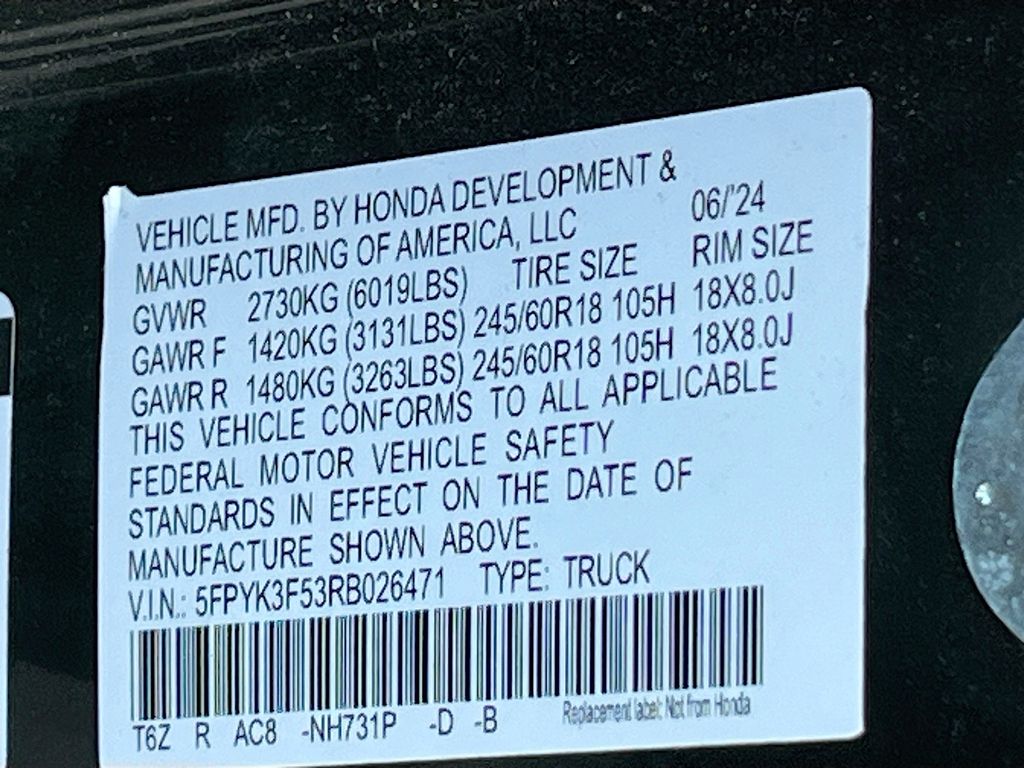 VEHICLE MFD. BY HONDA DEVELOPMENT &
MANUFACTURING OF AMERICA, LLC 06/'24
GVWR 2730KG (6019LBS) TIRE SIZE RIM SIZE
GAWR F 1420KG (3131LBS) 245/60R18 105H 18X8.0J
GAWR R 1480KG (3263LBS) 245/60R18 105H 18X8.0J
THIS VEHICLE CONFORMS TO ALL APPLICABLE
FEDERAL MOTOR VEHICLE SAFETY
STANDARDS IN EFFECT ON THE DATE OF
MANUFACTURE SHOWN ABOVE.
V.I.N.: 5FPYK3F53RB026471 TYPE: TRUCK
T6Z R AC8 -NH731P -D -B
Replacement label: Not from Honda